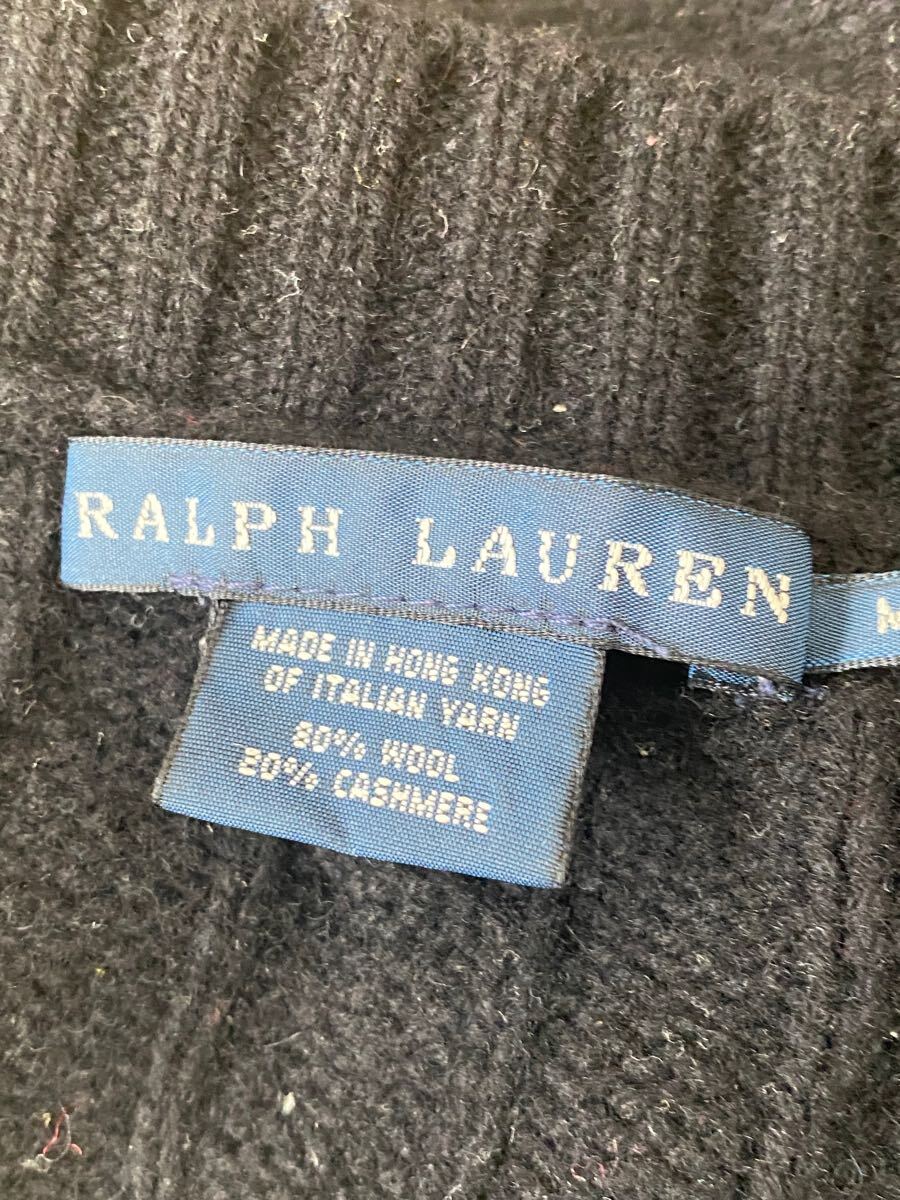 RALPH LAUREN
M
MADE IN HONG KONG
OF ITALIAN YARN
80% WOOL
20% CASHMERE